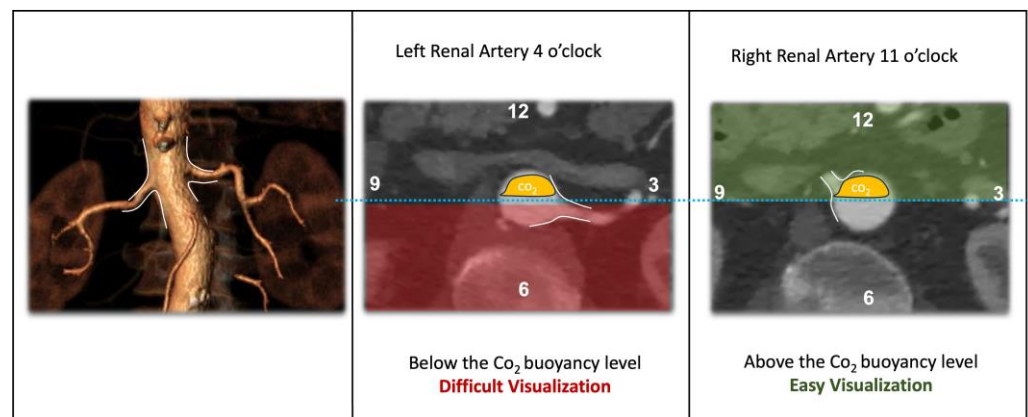 Left Renal Artery 4 o’clock
12
9
3
CO₂
6
Below the Co₂ buoyancy level
Difficult Visualization
Right Renal Artery 11 o’clock
12
9
3
CO₂
6
Above the Co₂ buoyancy level
Easy Visualization